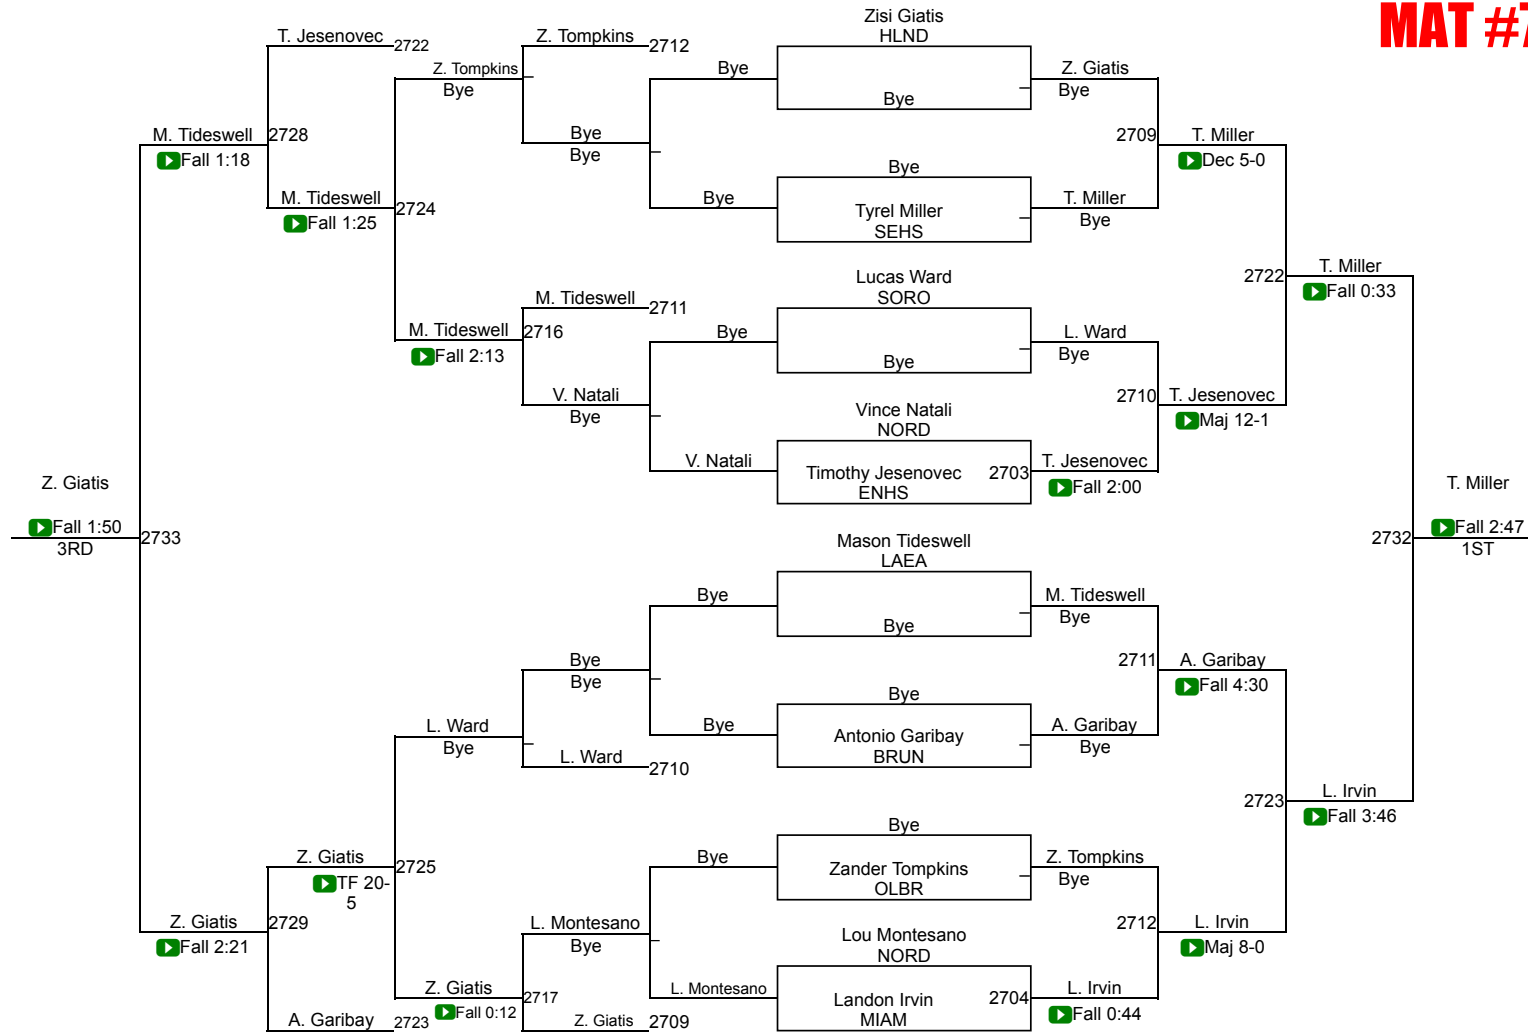 MAT #7
Zisi Giatis
HLND
T. Jesenovec 2722
Z. Tompkins 2712
Z. Tompkins
Bye
Bye
Z. Giatis
Bye
Bye
M. Tideswell 2728
Fall 1:18
Bye
Bye
2709
T. Miller
Dec 5-0
Bye
M. Tideswell 2724
Fall 1:25
Bye
Tyrel Miller
SEHS
T. Miller
Bye
Lucas Ward
SORO
2722
T. Miller
Fall 0:33
M. Tideswell 2711
M. Tideswell 2716
Fall 2:13
Bye
Bye
L. Ward
Bye
V. Natali
Bye
2710
T. Jesenovec
Maj 12-1
Vince Natali
NORD
V. Natali
Timothy Jesenovec 2703
ENHS
T. Jesenovec
Fall 2:00
Z. Giatis
Fall 1:50
3RD
2733
T. Miller
2732
Fall 2:47
1ST
Mason Tideswell
LAEA
Bye
Bye
M. Tideswell
Bye
Bye
Bye
2711
A. Garibay
Fall 4:30
Bye
L. Ward
Bye
Bye
Antonio Garibay
BRUN
A. Garibay
Bye
L. Ward 2710
2723
L. Irvin
Fall 3:46
Bye
Z. Giatis 2725
TF 20-
5
Bye
Zander Tompkins
OLBR
Z. Tompkins
Bye
Z. Giatis 2729
Fall 2:21
L. Montesano
Bye
2712
L. Irvin
Maj 8-0
Lou Montesano
NORD
Z. Giatis 2717
Fall 0:12
L. Montesano
Landon Irvin 2704
MIAM
L. Irvin
Fall 0:44
A. Garibay 2723
Z. Giatis 2709